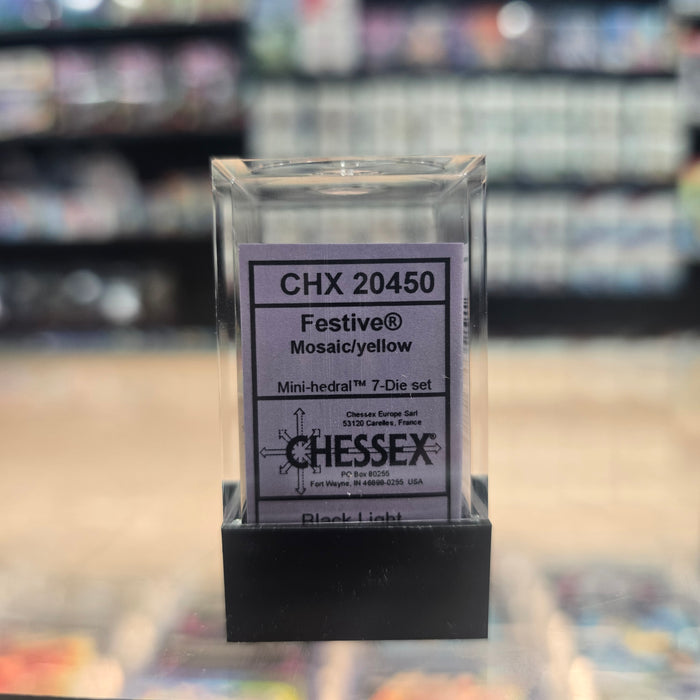 CHX 20450
Festive®
Mosaic/yellow
Mini-hedral™ 7-Die set
Chessex Europe Sarl
53120 Carelles, France
CHESSEX®
PO Box 80255
Fort Wayne, IN 46898-0255 USA
Black Light